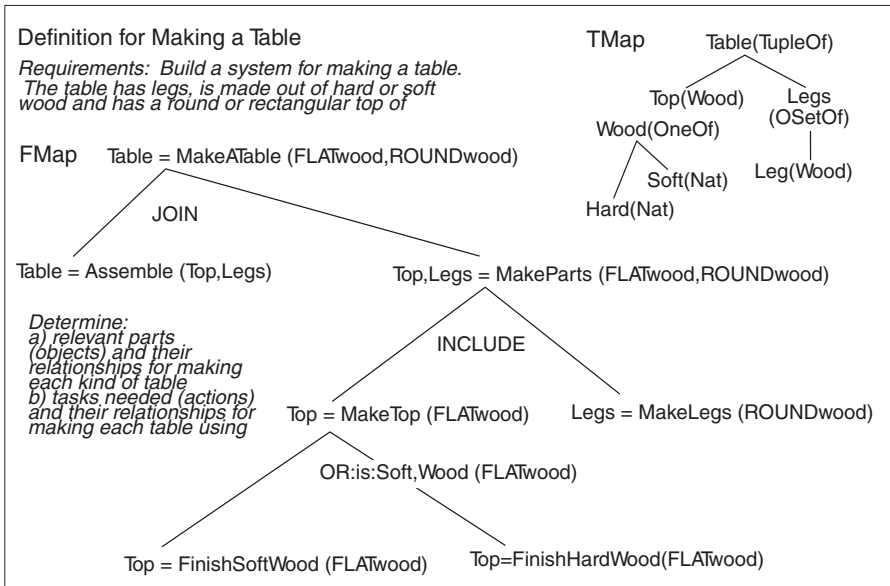 Definition for Making a Table
Requirements: Build a system for making a table.
The table has legs, is made out of hard or soft
wood and has a round or rectangular top of
TMap
Table(TupleOf)
Top(Wood)
Legs
(OSetOf)
Wood(OneOf)
Leg(Wood)
Soft(Nat)
Hard(Nat)
FMap
Table = MakeATable (FLATwood,ROUNDwood)
JOIN
Table = Assemble (Top,Legs)
Top,Legs = MakeParts (FLATwood,ROUNDwood)
Determine:
a) relevant parts
(objects) and their
relationships for making
each kind of table
b) tasks needed (actions)
and their relationships for
making each table using
INCLUDE
Top = MakeTop (FLATwood)
Legs = MakeLegs (ROUNDwood)
OR:is:Soft,Wood (FLATwood)
Top = FinishSoftWood (FLATwood)
Top=FinishHardWood(FLATwood)